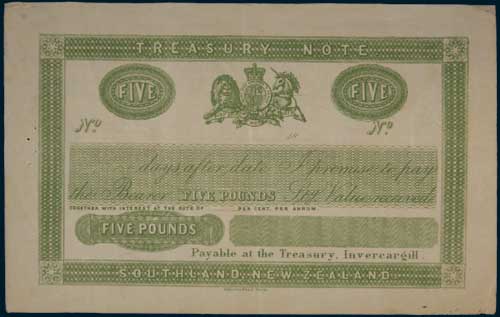 TREASURY NOTE
FIVE FIVE
No. No.
days after date I promise to pay
the Bearer FIVE POUNDS Value received
TOGETHER WITH INTEREST AT THE RATE OF PER CENT. PER ANNUM.
FIVE POUNDS
Payable at the Treasury, Invercargill.
SOUTHLAND, NEW ZEALAND